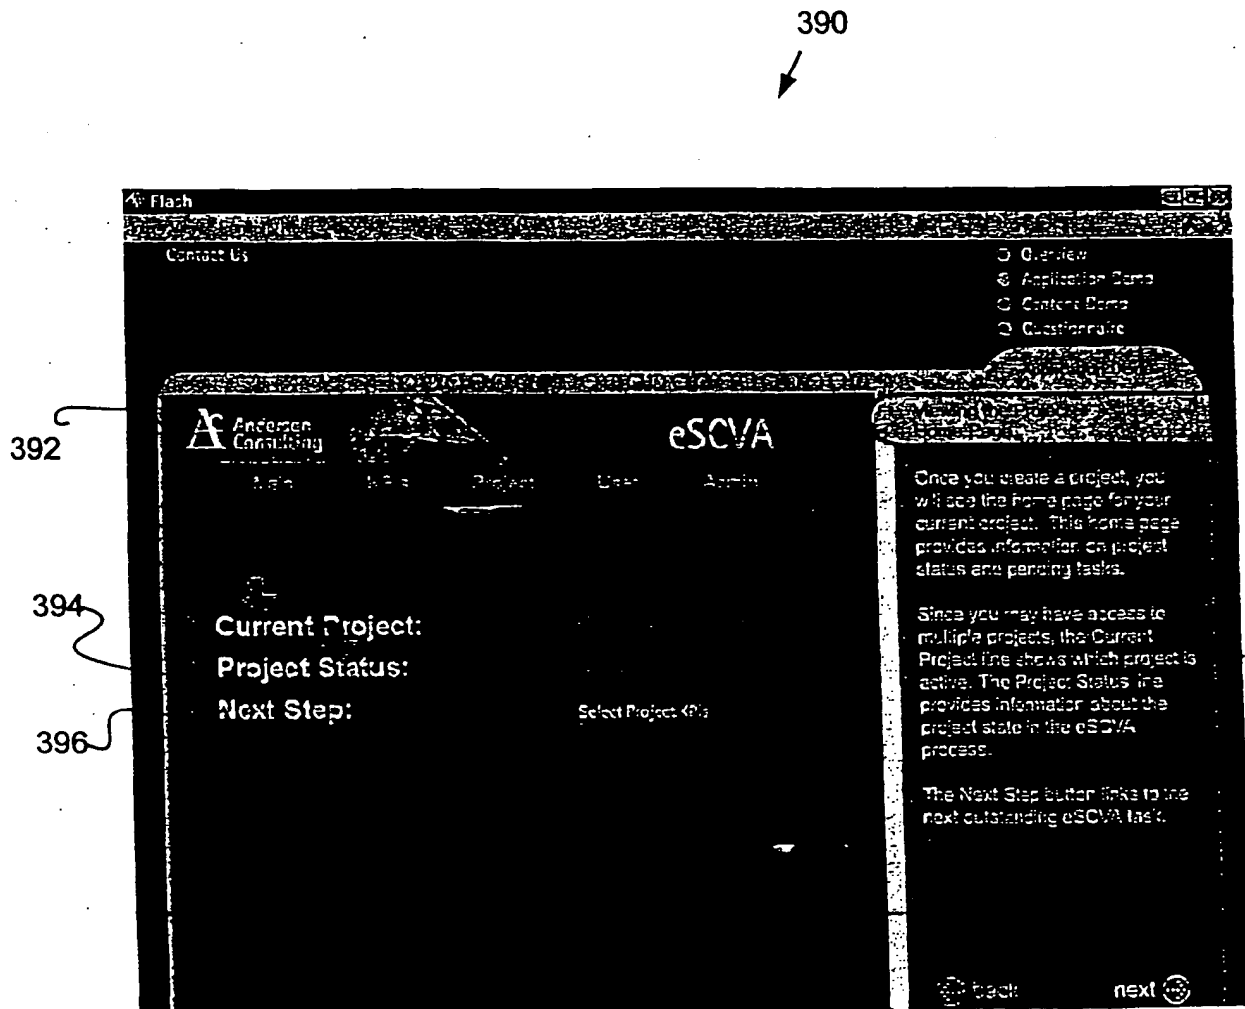 390
Flash
Contact Us
Overview
Application Demo
Content Demo
Questionnaire
392
Andersen
Consulting
eSCVA
Main KPIs Project User Admin
Once you create a project, you
will see the home page for your
current project. This home page
provides information on project
status and pending tasks.
394
Current Project:
Project Status:
Next Step: Select Project KPIs
396
Since you may have access to
multiple projects, the Current
Project line shows which project is
active. The Project Status line
provides information about the
project state in the eSCVA
process.
The Next Step button links to the
next outstanding eSCVA task.
back next